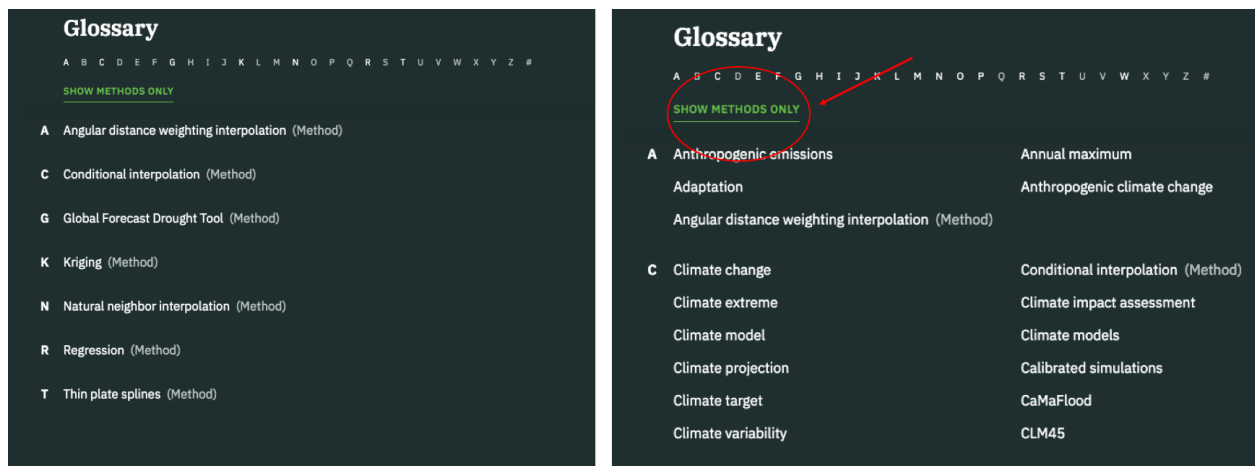 Glossary
A B C D E F G H I J K L M N O P Q R S T U V W X Y Z #
SHOW METHODS ONLY
A Angular distance weighting interpolation (Method)
C Conditional interpolation (Method)
G Global Forecast Drought Tool (Method)
K Kriging (Method)
N Natural neighbor interpolation (Method)
R Regression (Method)
T Thin plate splines (Method)
Glossary
A B C D E F G H I J K L M N O P Q R S T U V W X Y Z #
SHOW METHODS ONLY
A Anthropogenic emissions Annual maximum
Adaptation Anthropogenic climate change
Angular distance weighting interpolation (Method)
C Climate change Conditional interpolation (Method)
Climate extreme Climate impact assessment
Climate model Climate models
Climate projection Calibrated simulations
Climate target CaMaFlood
Climate variability CLM45